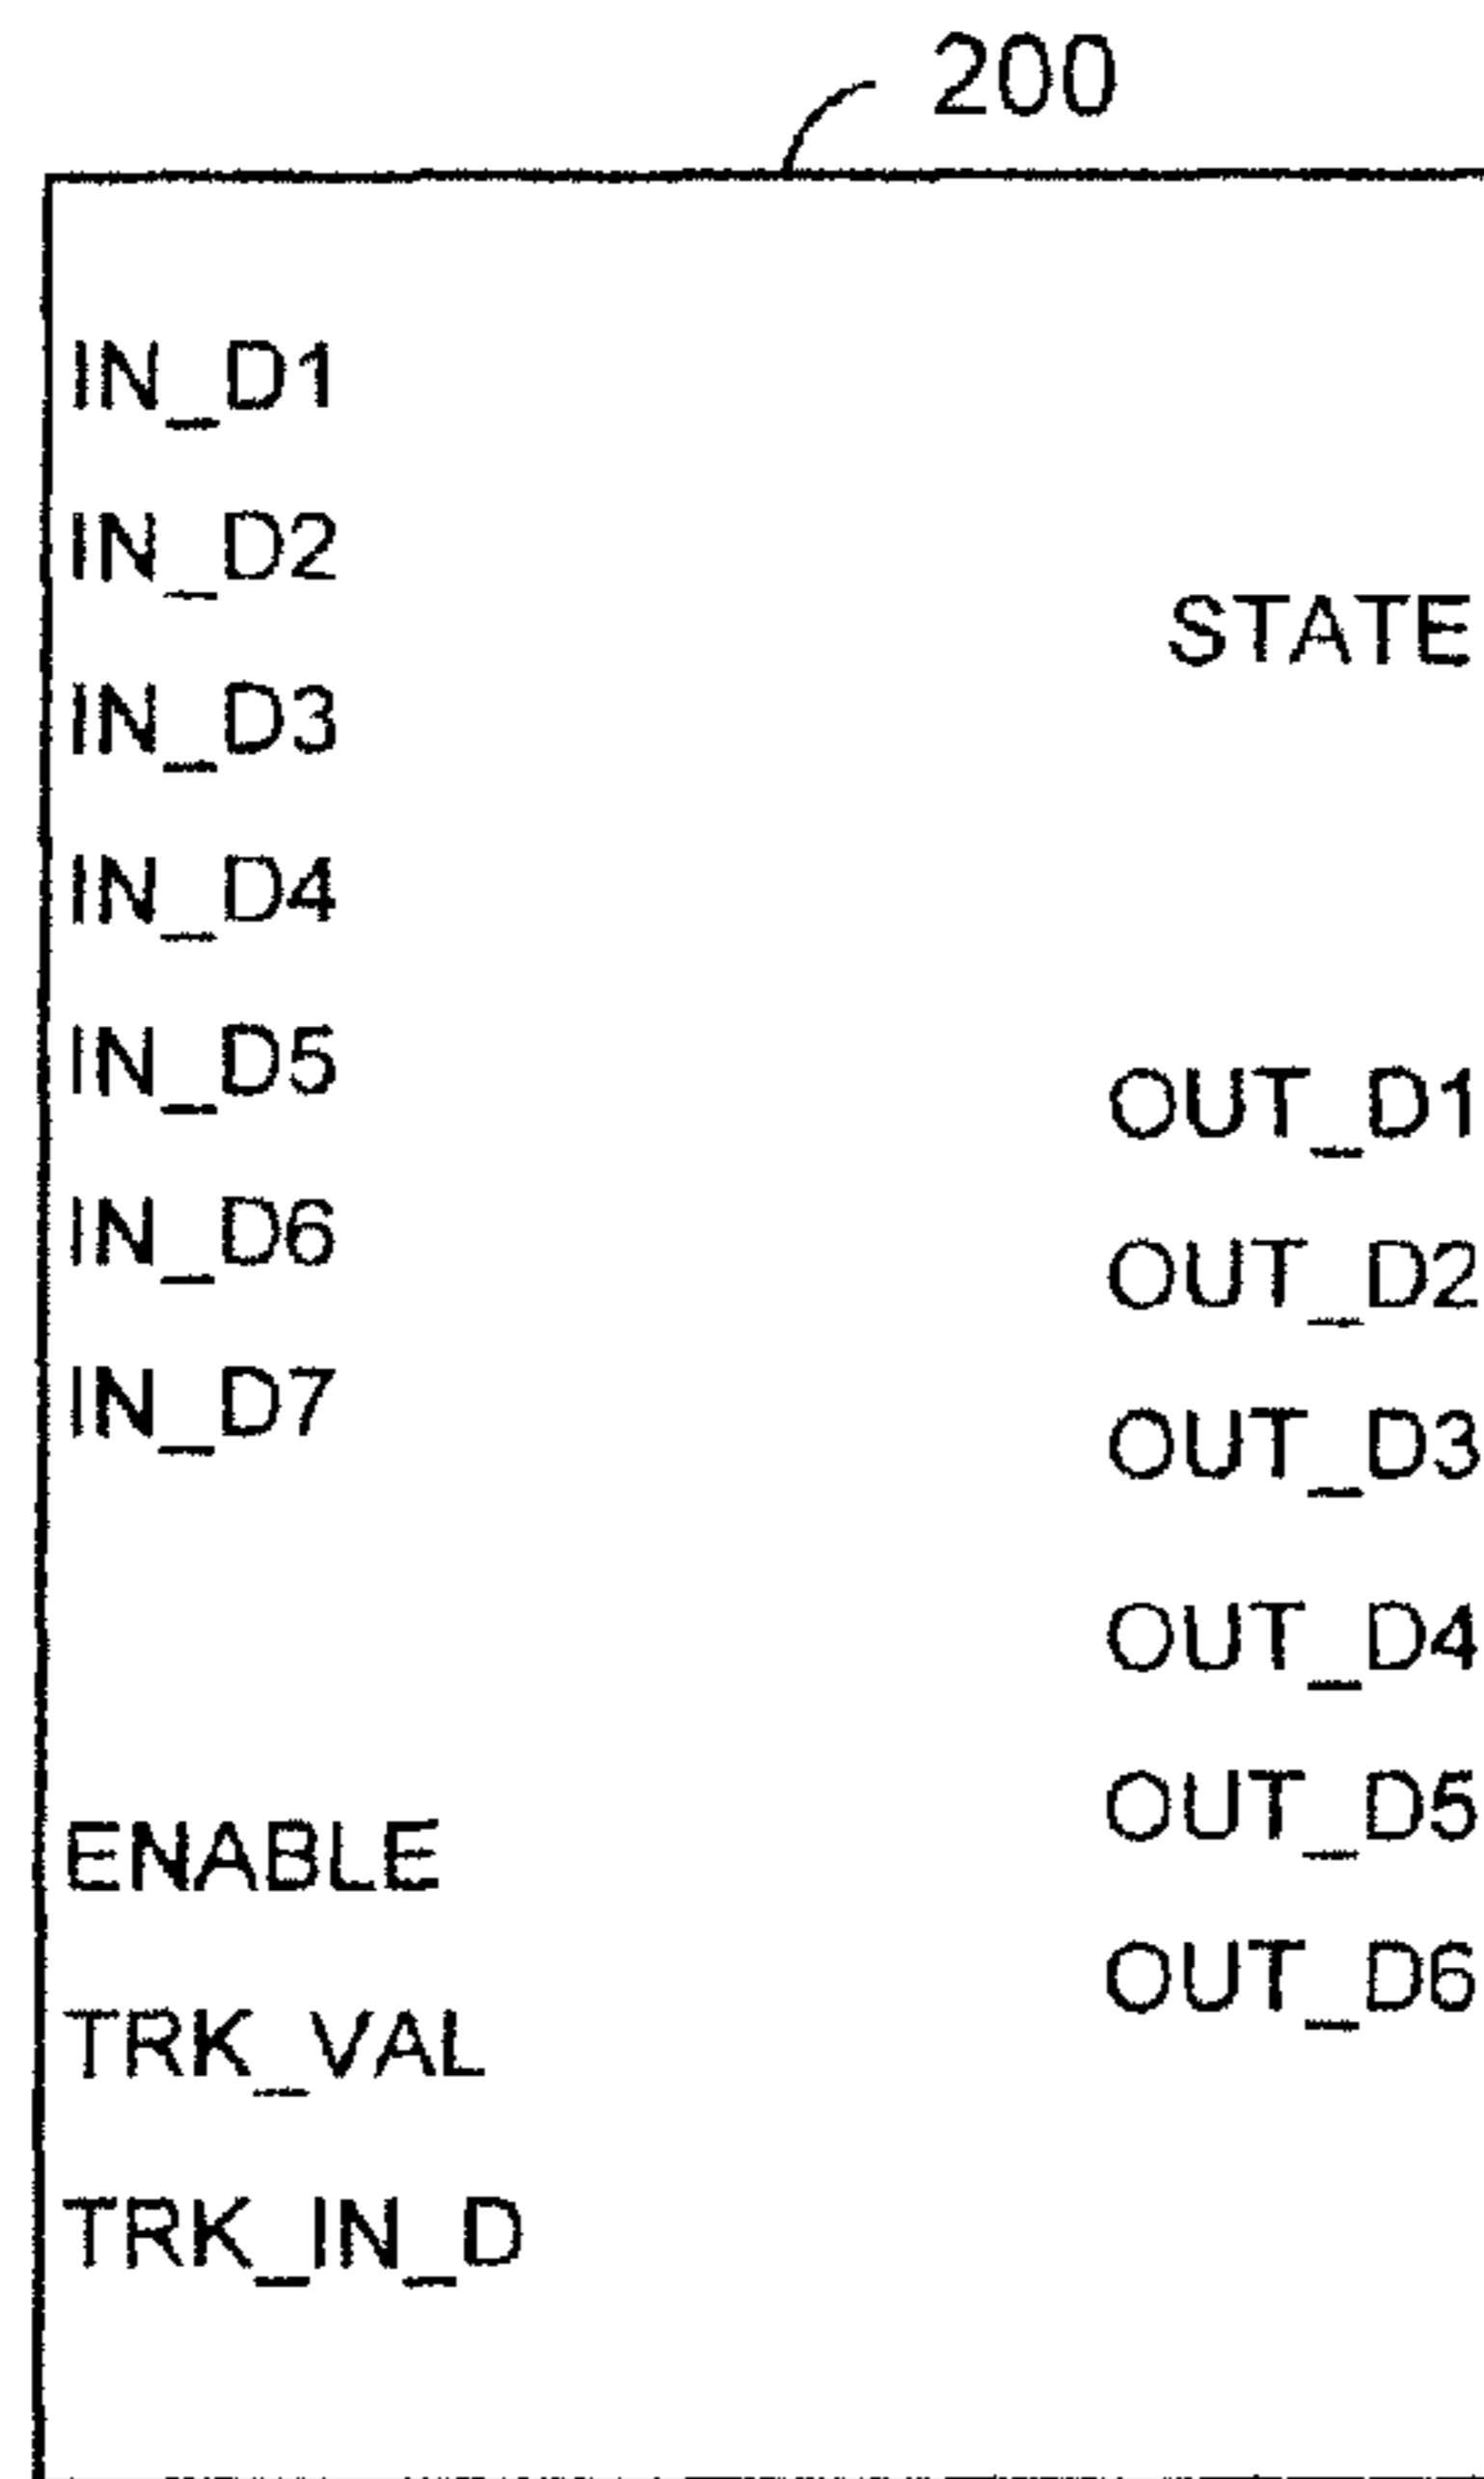 200
IN_D1
IN_D2
IN_D3
IN_D4
IN_D5
IN_D6
IN_D7
ENABLE
TRK_VAL
TRK_IN_D
STATE
OUT_D1
OUT_D2
OUT_D3
OUT_D4
OUT_D5
OUT_D6